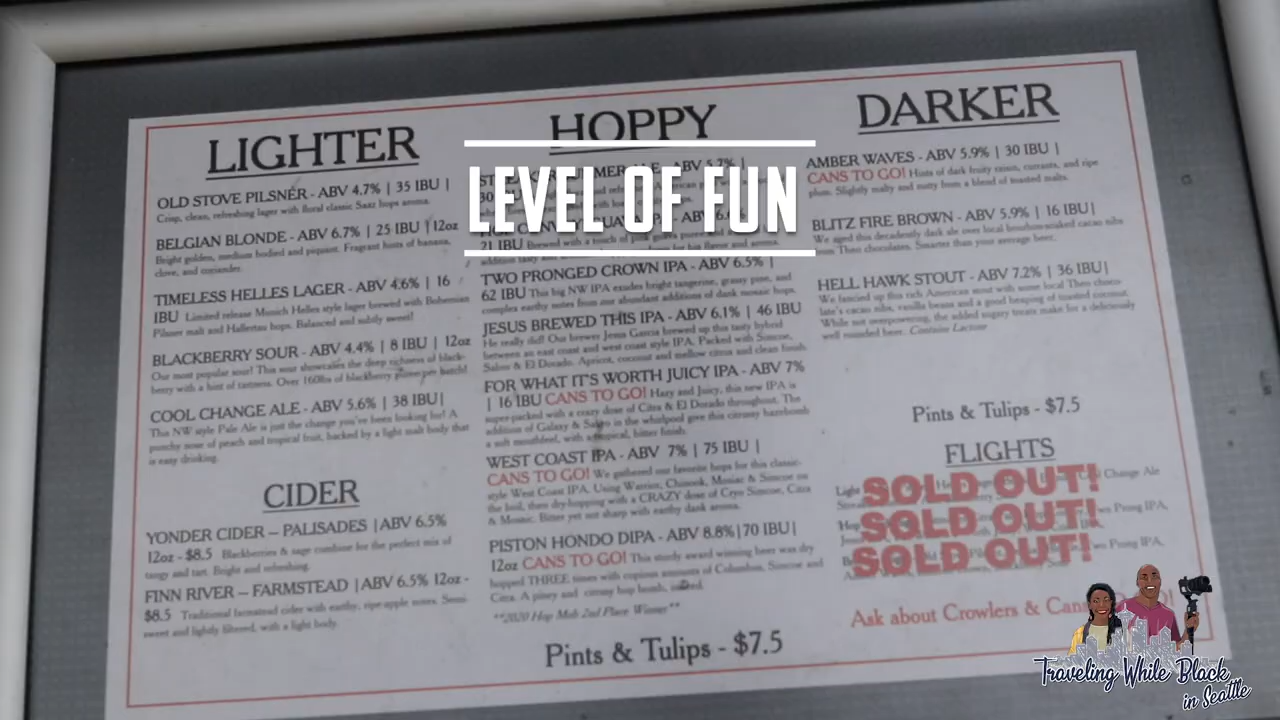 LEVEL OF FUN
LIGHTER
OLD STOVE PILSNER - ABV 4.7% | 35 IBU |
Crisp, clean, refreshing lager with floral classic Saaz hops aroma.
BELGIAN BLONDE - ABV 6.7% | 25 IBU | 12oz
Bright golden, medium bodied and piquant. Fragrant hosts of banana,
clove, and coriander.
TIMELESS HELLES LAGER - ABV 4.6% | 16
IBU Limited release Munich Helles style lager brewed with Bohemian
Pilsner malt and Hallertau hops. Balanced and subtly sweet!
BLACKBERRY SOUR - ABV 4.4% | 8 IBU | 12oz
Our most popular sour! This sour showcases the deep richness of black-
berry with a hint of tartness. Over 160lbs of blackberry puree per batch!
COOL CHANGE ALE - ABV 5.6% | 38 IBU|
This NW style Pale Ale is just the change you've been looking for! A
punchy nose of peach and tropical fruit, backed by a light malt body that
is easy drinking.
CIDER
YONDER CIDER – PALISADES | ABV 6.5%
12oz - $8.5 Blackberries & sage combine for the perfect mix of
tangy and tart. Bright and refreshing.
FINN RIVER – FARMSTEAD | ABV 6.5% 12oz -
$8.5 Traditional farmstead cider with earthy, ripe apple notes. Semi-
sweet and lightly filtered, with a light body.
HOPPY
ABV 5.7% |
21 IBU Brewed with a touch of pink guava puree
TWO PRONGED CROWN IPA - ABV 6.5% |
62 IBU This big NW IPA exudes bright tangerine, grassy pine, and
complex earthy notes from our abundant additions of dank mosaic hops.
JESUS BREWED THIS IPA - ABV 6.1% | 46 IBU
He really did! Our brewer Jesus Garcia brewed up this tasty hybrid
between an east coast and west coast style IPA. Packed with Simcoe,
Sabro & El Dorado. Apricot, coconut and mellow citrus and clean finish.
FOR WHAT IT'S WORTH JUICY IPA - ABV 7%
| 16 IBU CANS TO GO! Hazy and Juicy, this new IPA is
super-packed with a crazy dose of Citra & El Dorado throughout. The
addition of Galaxy & Sabro in the whirlpool give this citrusy hazebomb
a soft mouthfeel, with a tropical, bitter finish.
WEST COAST IPA - ABV 7% | 75 IBU |
CANS TO GO! We gathered our favorite hops for this classic-
style West Coast IPA. Using Warrior, Chinook, Mosaic & Simcoe on
the boil, then dry-hopping with a CRAZY dose of Cryo Simcoe, Citra
& Mosaic. Bitter yet not sharp with earthy dank aroma.
PISTON HONDO DIPA - ABV 8.8%|70 IBU|
12oz CANS TO GO! This sturdy award winning beer was dry
hopped THREE times with copious amounts of Columbus, Simcoe and
Citra. A piney and citrusy hop bomb, indeed.
**2020 Hop Mob 2nd Place Winner**
Pints & Tulips - $7.5
DARKER
AMBER WAVES - ABV 5.9% | 30 IBU |
CANS TO GO! Hints of dark fruity raisin, currants, and ripe
plum. Slightly malty and nutty from a blend of toasted malts.
BLITZ FIRE BROWN - ABV 5.9% | 16 IBU|
We aged this decadently dark ale over local bourbon-soaked cacao nibs
from Theo chocolates. Smarter than your average beer.
HELL HAWK STOUT - ABV 7.2% | 36 IBU|
We fancied up this rich American stout with some local Theo choco-
late's cacao nibs, vanilla beans and a good heaping of toasted coconut.
While not overpowering, the added sugary treats make for a deliciously
well rounded beer. Contains Lactose
Pints & Tulips - $7.5
FLIGHTS
SOLD OUT!
SOLD OUT!
SOLD OUT!
Ask about Crowlers & Cans
Traveling While Black
in Seattle